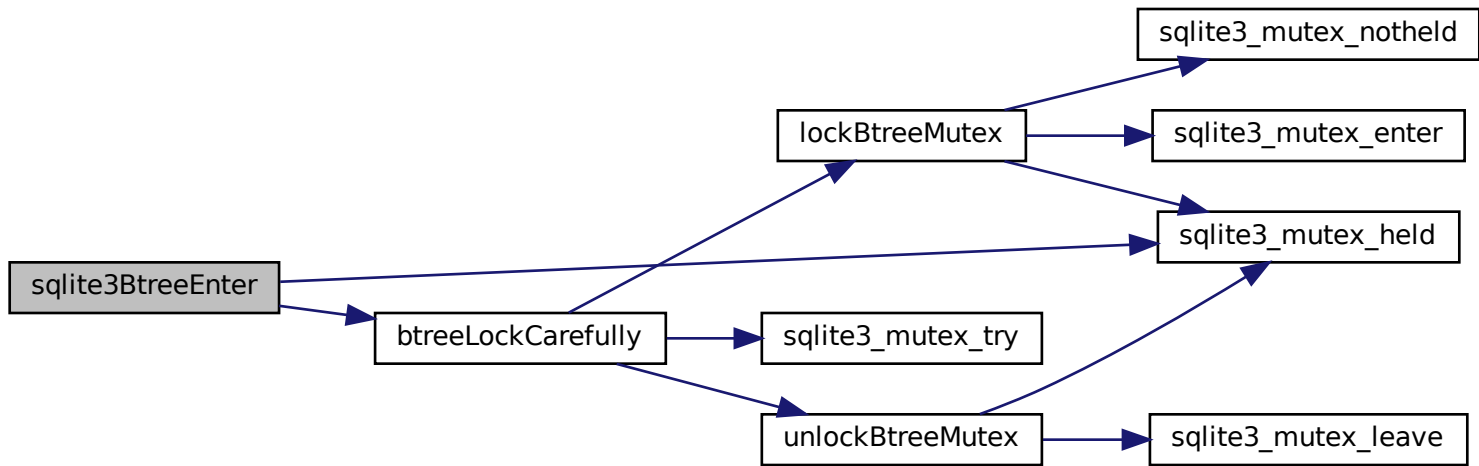 sqlite3_mutex_notheld
lockBtreeMutex
sqlite3_mutex_enter
sqlite3_mutex_held
sqlite3BtreeEnter
btreeLockCarefully
sqlite3_mutex_try
unlockBtreeMutex
sqlite3_mutex_leave